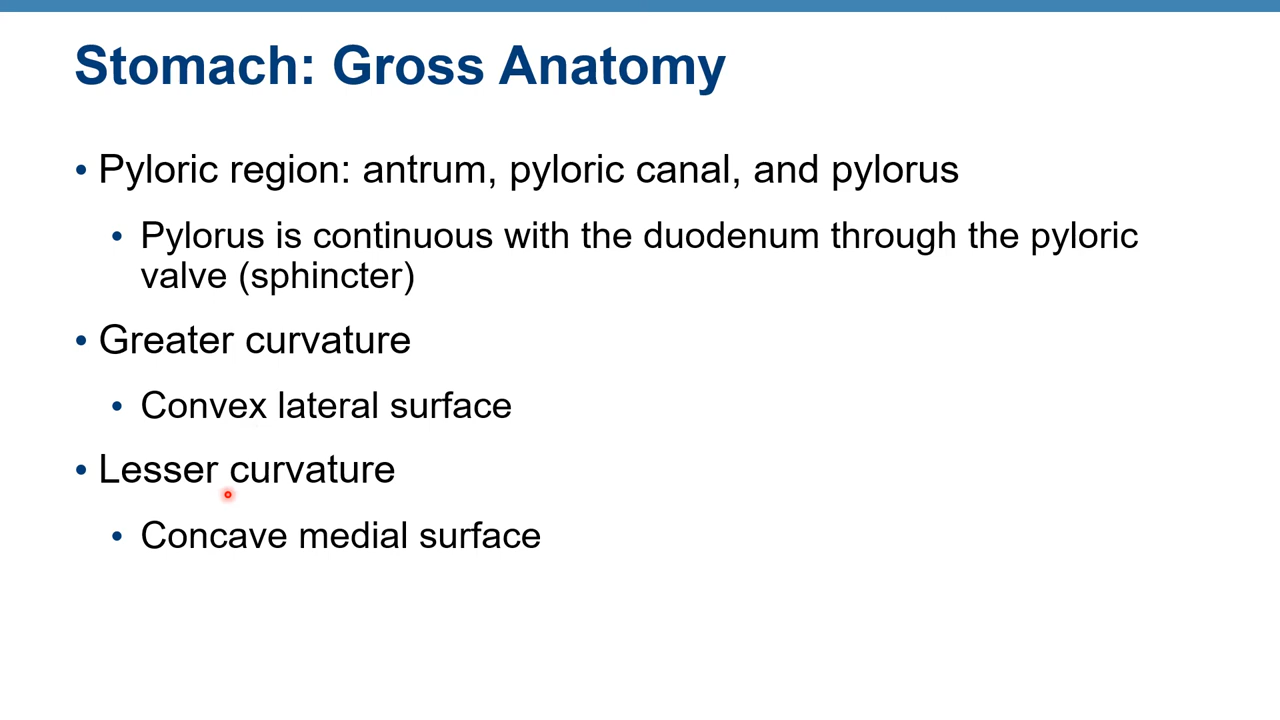 Stomach: Gross Anatomy
• Pyloric region: antrum, pyloric canal, and pylorus
• Pylorus is continuous with the duodenum through the pyloric
valve (sphincter)
• Greater curvature
• Convex lateral surface
• Lesser curvature
• Concave medial surface